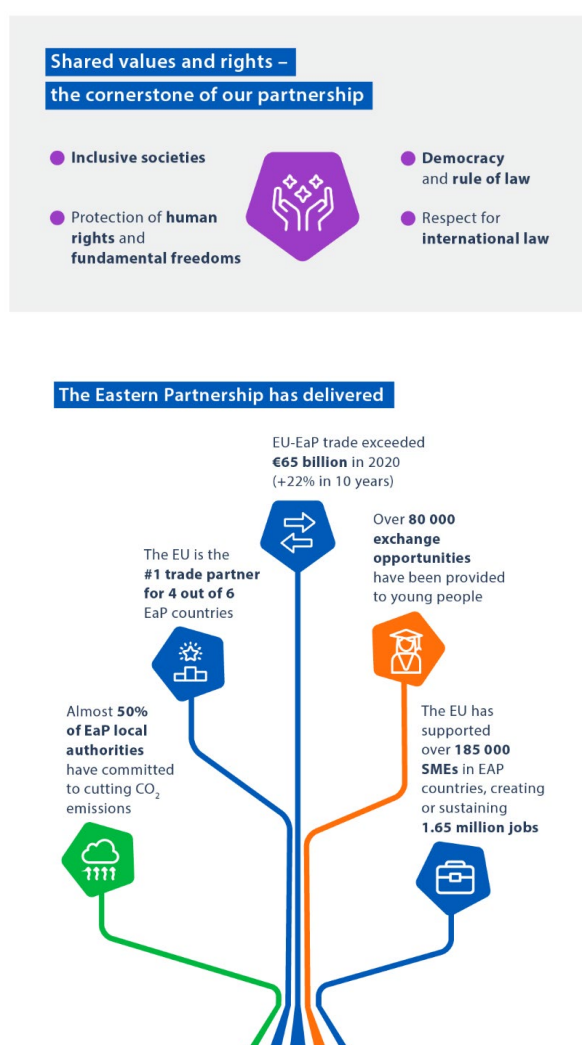 Shared values and rights –
the cornerstone of our partnership
Inclusive societies
Protection of human
rights and
fundamental freedoms
Democracy
and rule of law
Respect for
international law
The Eastern Partnership has delivered
EU-EaP trade exceeded
€65 billion in 2020
(+22% in 10 years)
Over 80 000
exchange
opportunities
have been provided
to young people
The EU is the
#1 trade partner
for 4 out of 6
EaP countries
Almost 50%
of EaP local
authorities
have committed
to cutting CO₂
emissions
The EU has
supported
over 185 000
SMEs in EAP
countries, creating
or sustaining
1.65 million jobs